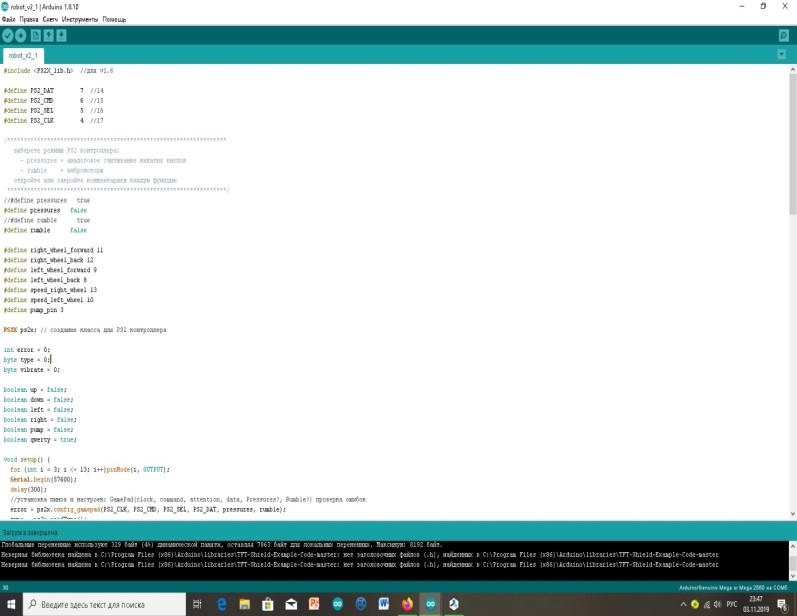 robot_v2_1 | Arduino 1.8.10
Файл Правка Скетч Инструменты Помощь
robot_v2_1
#include <PS2X_lib.h> //для v1.6
#define PS2_DAT 7 //14
#define PS2_CMD 6 //15
#define PS2_SEL 5 //16
#define PS2_CLK 4 //17
/******************************************************************
выберете режимы PS2 контроллера:
- pressures = аналоговое считывание нажатия кнопок
- rumble = вибромоторы
откройте или закройте комментарием каждую функцию
******************************************************************/
//#define pressures true
#define pressures false
//#define rumble true
#define rumble false
#define right_wheel_forward 11
#define right_wheel_back 12
#define left_wheel_forward 9
#define left_wheel_back 8
#define speed_right_wheel 13
#define speed_left_wheel 10
#define pump_pin 3
PS2X ps2x; // создание класса для PS2 контроллера
int error = 0;
byte type = 0;
byte vibrate = 0;
boolean up = false;
boolean down = false;
boolean left = false;
boolean right = false;
boolean pump = false;
boolean qwerty = true;
void setup() {
for (int i = 3; i <= 13; i++)pinMode(i, OUTPUT);
Serial.begin(57600);
delay(300);
//установка пинов и настроек: GamePad(clock, command, attention, data, Pressures?, Rumble?) проверка ошибок
error = ps2x.config_gamepad(PS2_CLK, PS2_CMD, PS2_SEL, PS2_DAT, pressures, rumble);
Загрузка завершена.
Глобальные переменные используют 329 байт (4%) динамической памяти, оставляя 7863 байт для локальных переменных. Максимум: 8192 байт.
Неверная библиотека найдена в C:\Program Files (x86)\Arduino\libraries\TFT-Shield-Example-Code-master: нет заголовочных файлов (.h), найденных в C:\Program Files (x86)\Arduino\libraries\TFT-Shield-Example-Code-master
Неверная библиотека найдена в C:\Program Files (x86)\Arduino\libraries\TFT-Shield-Example-Code-master: нет заголовочных файлов (.h), найденных в C:\Program Files (x86)\Arduino\libraries\TFT-Shield-Example-Code-master
Arduino/Genuino Mega or Mega 2560 на COM5
Введите здесь текст для поиска
РУС
23:47
03.11.2019